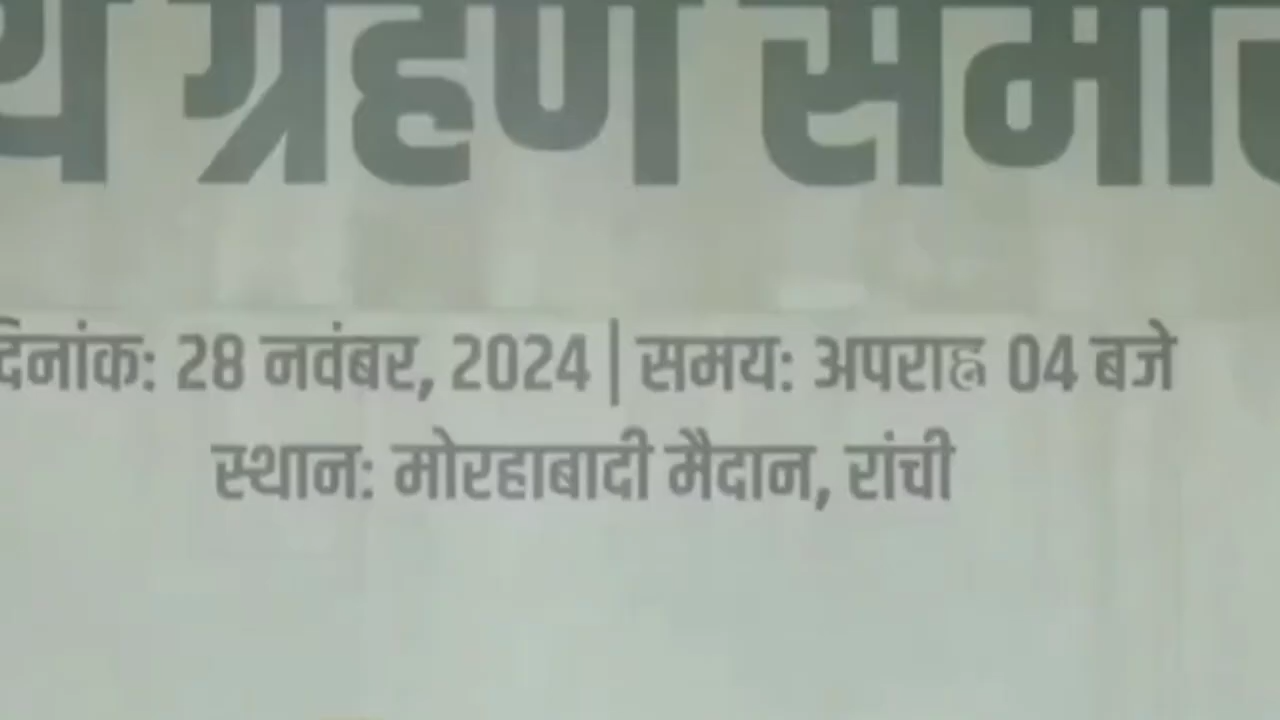 ग्रहण
दिनांक: 28 नवंबर, 2024 | समय: अपराह्न 04 बजे
स्थान: मोरहाबादी मैदान, रांची